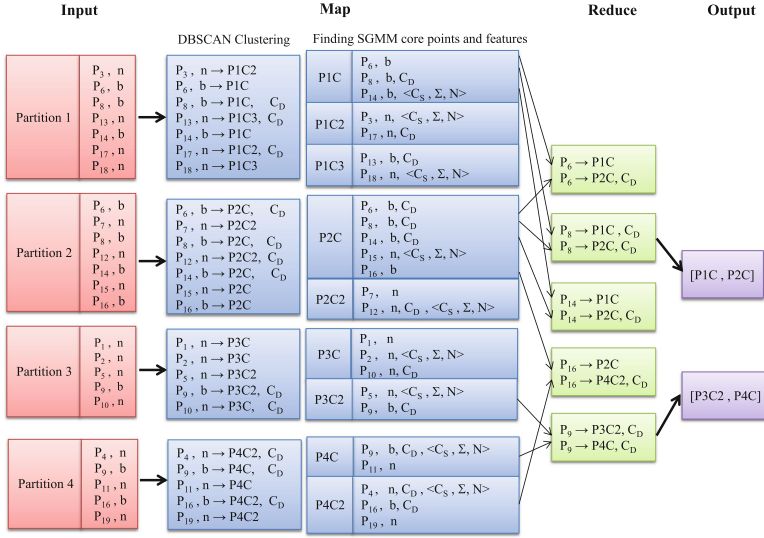 Input
Map
Reduce
Output
DBSCAN Clustering
Finding SGMM core points and features
Partition 1
P3 , n
P6 , b
P8 , b
P13 , n
P14 , b
P17 , n
P18 , n
P3 , n → P1C2
P6 , b → P1C
P8 , b → P1C, CD
P13 , n → P1C3, CD
P14 , b → P1C
P17 , n → P1C2, CD
P18 , n → P1C3
P1C
P6 , b
P8 , b, CD
P14 , b, <CS , Σ, N>
P1C2
P3 , n, <CS , Σ, N>
P17 , n, CD
P1C3
P13 , b, CD
P18 , n, <CS , Σ, N>
Partition 2
P6 , b
P7 , n
P8 , b
P12 , n
P14 , b
P15 , n
P16 , b
P6 , b → P2C, CD
P7 , n → P2C2
P8 , b → P2C, CD
P12 , n → P2C2, CD
P14 , b → P2C, CD
P15 , n → P2C
P16 , b → P2C
P2C
P6 , b, CD
P8 , b, CD
P14 , b, CD
P15 , n, <CS , Σ, N>
P16 , b
P2C2
P7 , n
P12 , n, CD , <CS , Σ, N>
Partition 3
P1 , n
P2 , n
P5 , n
P9 , b
P10 , n
P1 , n → P3C
P2 , n → P3C
P5 , n → P3C2
P9 , b → P3C2, CD
P10 , n → P3C, CD
P3C
P1 , n
P2 , n, <CS , Σ, N>
P10 , n, CD
P3C2
P5 , n, <CS , Σ, N>
P9 , b, CD
Partition 4
P4 , n
P9 , b
P11 , n
P16 , b
P19 , n
P4 , n → P4C2, CD
P9 , b → P4C, CD
P11 , n → P4C
P16 , b → P4C2, CD
P19 , n → P4C2
P4C
P9 , b, CD , <CS , Σ, N>
P11 , n
P4C2
P4 , n, CD , <CS , Σ, N>
P16 , b, CD
P19 , n
P6 → P1C
P6 → P2C, CD
P8 → P1C , CD
P8 → P2C, CD
P14 → P1C
P14 → P2C, CD
P16 → P2C
P16 → P4C2, CD
P9 → P3C2, CD
P9 → P4C, CD
[P1C , P2C]
[P3C2 , P4C]